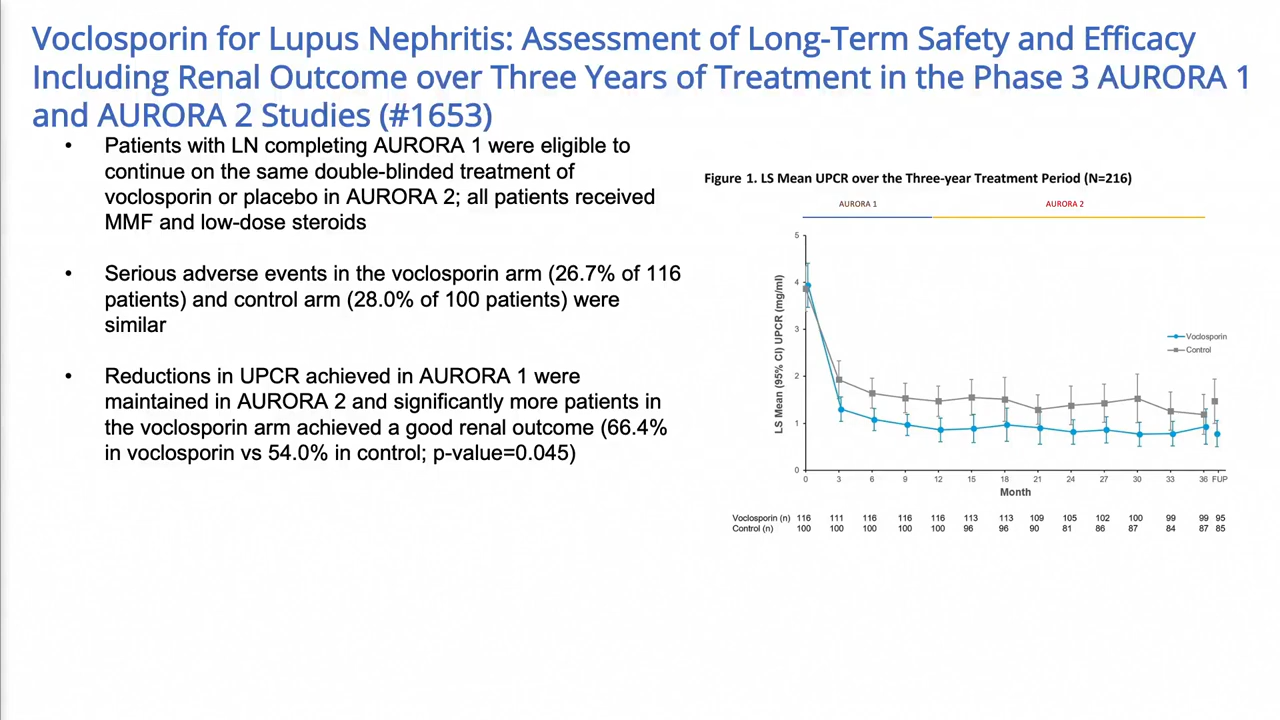 Voclosporin for Lupus Nephritis: Assessment of Long-Term Safety and Efficacy
Including Renal Outcome over Three Years of Treatment in the Phase 3 AURORA 1
and AURORA 2 Studies (#1653)
• Patients with LN completing AURORA 1 were eligible to
continue on the same double-blinded treatment of
voclosporin or placebo in AURORA 2; all patients received
MMF and low-dose steroids
• Serious adverse events in the voclosporin arm (26.7% of 116
patients) and control arm (28.0% of 100 patients) were
similar
• Reductions in UPCR achieved in AURORA 1 were
maintained in AURORA 2 and significantly more patients in
the voclosporin arm achieved a good renal outcome (66.4%
in voclosporin vs 54.0% in control; p-value=0.045)
Figure 1. LS Mean UPCR over the Three-year Treatment Period (N=216)
AURORA 1 AURORA 2
LS Mean (95% CI) UPCR (mg/ml)
5
4
3
2
1
0
Voclosporin
Control
0 3 6 9 12 15 18 21 24 27 30 33 36 FUP
Month
Voclosporin (n) 116 111 116 116 116 113 113 109 105 102 100 99 99 95
Control (n) 100 100 100 100 100 96 96 90 81 86 87 84 87 85